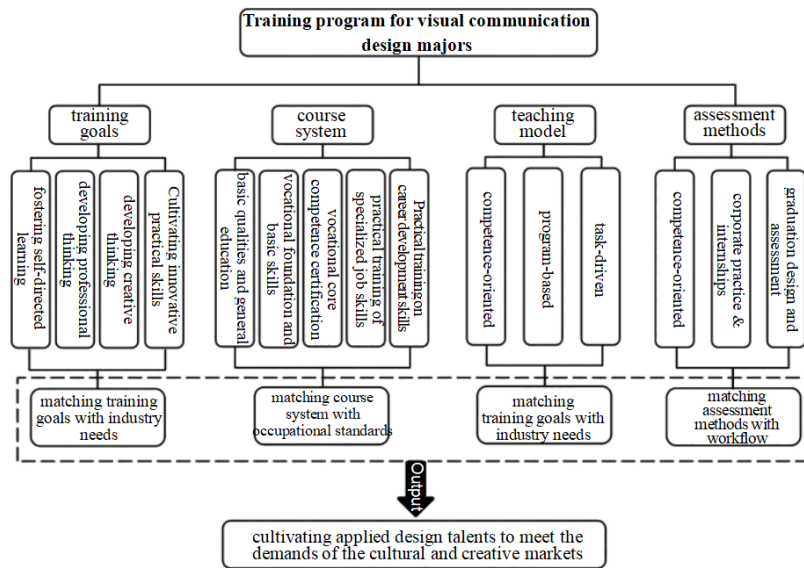 Training program for visual communication
design majors
training
goals
course
system
teaching
model
assessment
methods
fostering self-directed
learning
developing professional
thinking
developing creative
thinking
Cultivating innovative
practical skills
basic qualities and general
education
vocational foundation and
basic skills
vocational core
competence certification
practical training of
specialized job skills
Practical training on
career development skills
competence-oriented
program-based
task-driven
competence-oriented
corporate practice &
internships
graduation design and
assessment
matching training
goals with industry
needs
matching course
system with
occupational standards
matching
training goals with
industry needs
matching
assessment
methods with
workflow
Output
cultivating applied design talents to meet the
demands of the cultural and creative markets